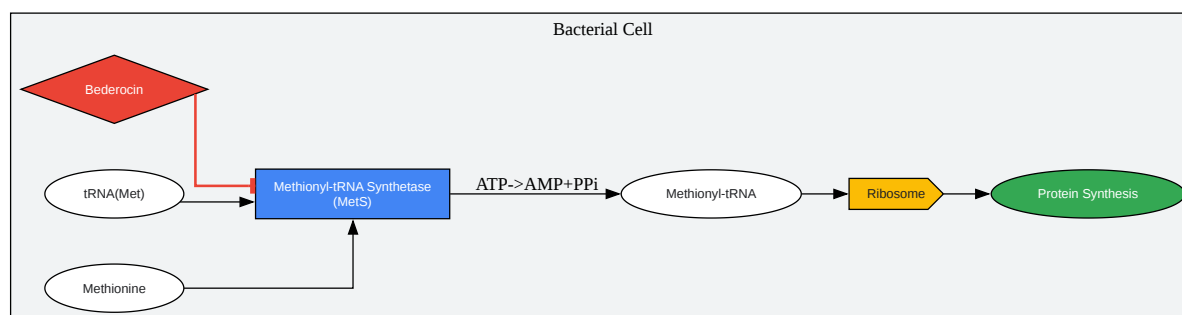 Bacterial Cell
Bederocin
tRNA(Met)
Methionyl-tRNA Synthetase
(MetS)
ATP->AMP+PPi
Methionyl-tRNA
Ribosome
Protein Synthesis
Methionine